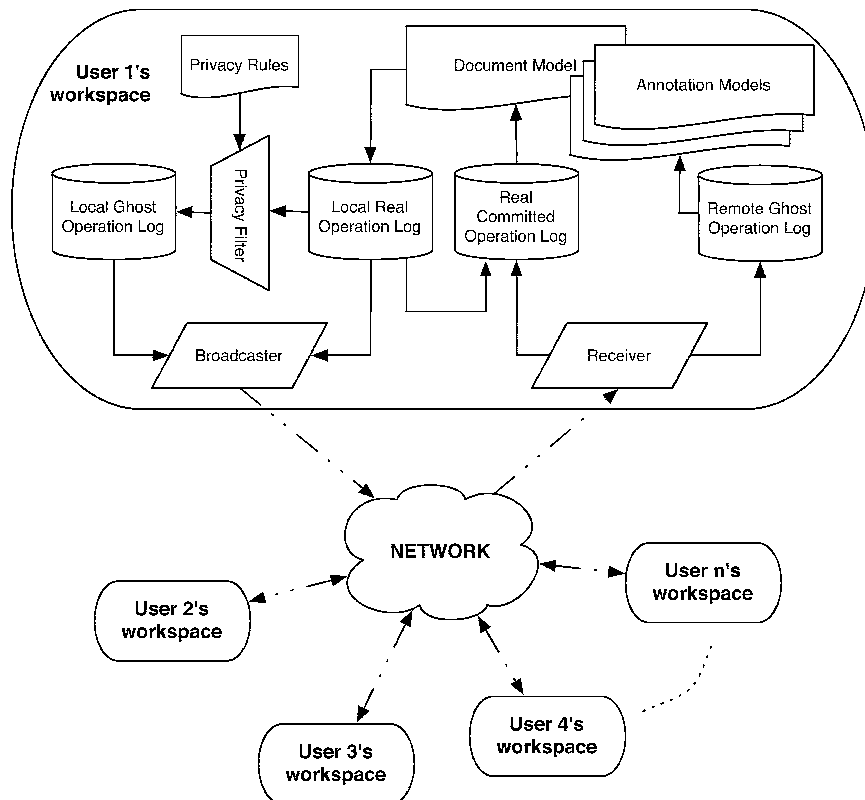 User 1's
workspace
Privacy Rules
Document Model
Annotation Models
Local Ghost
Operation Log
Privacy Filter
Local Real
Operation Log
Real
Committed
Operation Log
Remote Ghost
Operation Log
Broadcaster
Receiver
NETWORK
User 2's
workspace
User n's
workspace
User 3's
workspace
User 4's
workspace